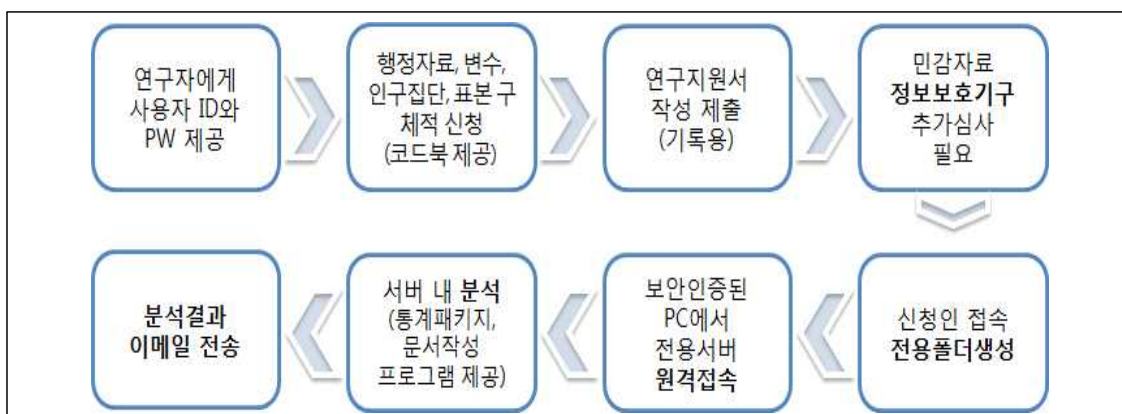 연구자에게
사용자 ID와
PW 제공
행정자료, 변수,
인구집단, 표본 구
체적 신청
(코드북 제공)
연구지원서
작성 제출
(기록용)
민감자료
정보보호기구
추가심사
필요
신청인 접속
전용폴더생성
보안인증된
PC에서
전용서버
원격접속
서버 내 분석
(통계패키지,
문서작성
프로그램 제공)
분석결과
이메일 전송